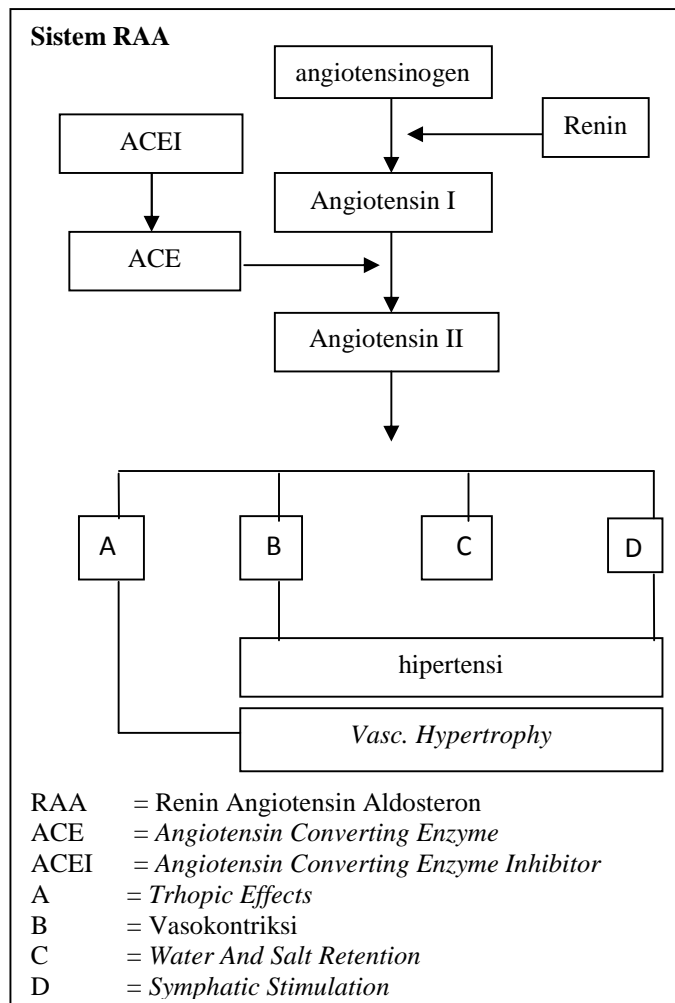 Sistem RAA
angiotensinogen
Renin
ACEI
Angiotensin I
ACE
Angiotensin II
A
B
C
D
hipertensi
Vasc. Hypertrophy
RAA = Renin Angiotensin Aldosteron
ACE = Angiotensin Converting Enzyme
ACEI = Angiotensin Converting Enzyme Inhibitor
A = Trhopic Effects
B = Vasokontriksi
C = Water And Salt Retention
D = Symphatic Stimulation